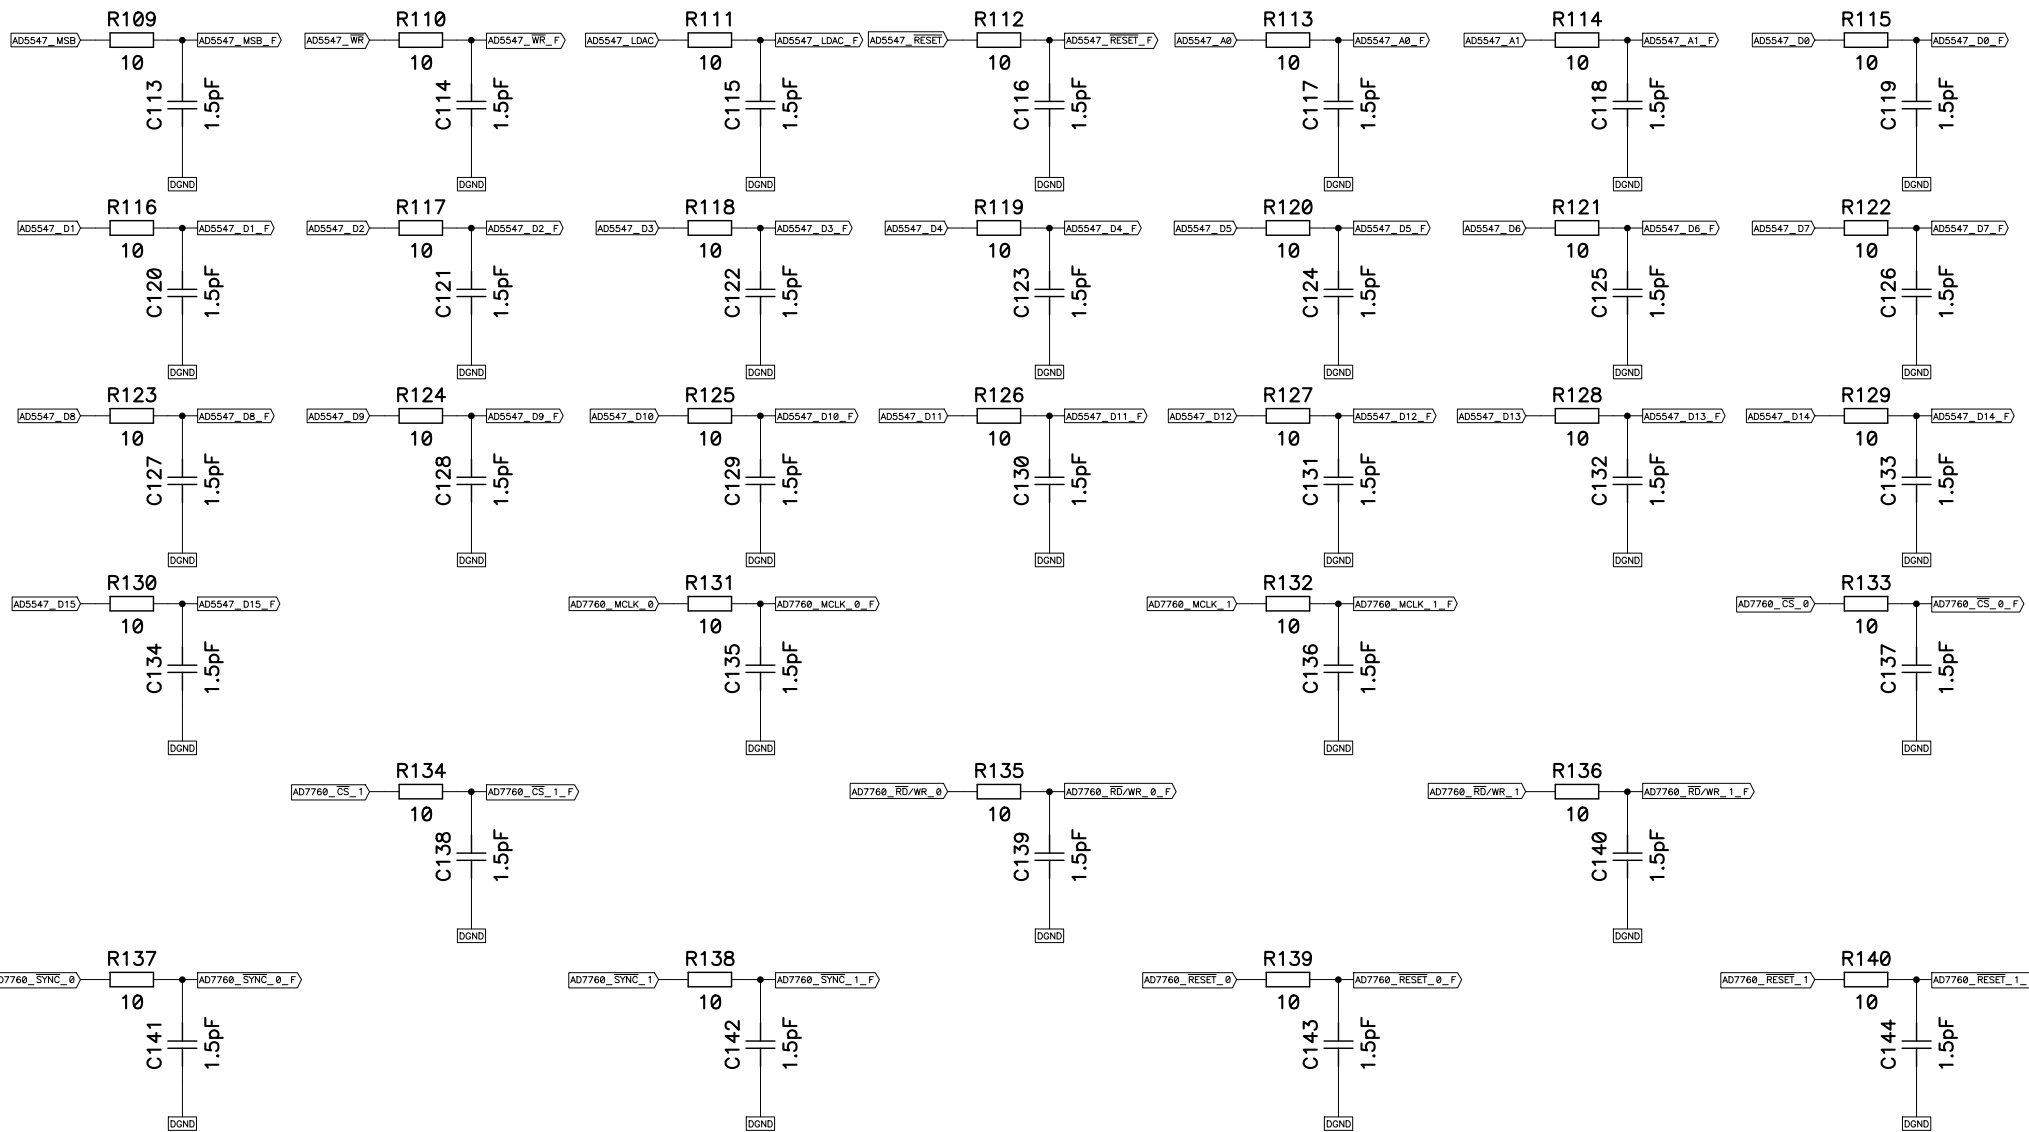 R109 R110 R111 R112 R113 R114 R115
AD5547_MSB AD5547_MSB_F AD5547_WR AD5547_WR_F AD5547_LDAC AD5547_LDAC_F AD5547_RESET AD5547_RESET_F AD5547_A0 AD5547_A0_F AD5547_A1 AD5547_A1_F AD5547_D0 AD5547_D0_F
10 10 10 10 10 10 10
C113 1.5pF C114 1.5pF C115 1.5pF C116 1.5pF C117 1.5pF C118 1.5pF C119 1.5pF
DGND DGND DGND DGND DGND DGND DGND
R116 R117 R118 R119 R120 R121 R122
AD5547_D1 AD5547_D1_F AD5547_D2 AD5547_D2_F AD5547_D3 AD5547_D3_F AD5547_D4 AD5547_D4_F AD5547_D5 AD5547_D5_F AD5547_D6 AD5547_D6_F AD5547_D7 AD5547_D7_F
10 10 10 10 10 10 10
C120 1.5pF C121 1.5pF C122 1.5pF C123 1.5pF C124 1.5pF C125 1.5pF C126 1.5pF
DGND DGND DGND DGND DGND DGND DGND
R123 R124 R125 R126 R127 R128 R129
AD5547_D8 AD5547_D8_F AD5547_D9 AD5547_D9_F AD5547_D10 AD5547_D10_F AD5547_D11 AD5547_D11_F AD5547_D12 AD5547_D12_F AD5547_D13 AD5547_D13_F AD5547_D14 AD5547_D14_F
10 10 10 10 10 10 10
C127 1.5pF C128 1.5pF C129 1.5pF C130 1.5pF C131 1.5pF C132 1.5pF C133 1.5pF
DGND DGND DGND DGND DGND DGND DGND
R130 R131 R132 R133
AD5547_D15 AD5547_D15_F AD7760_MCLK_0 AD7760_MCLK_0_F AD7760_MCLK_1 AD7760_MCLK_1_F AD7760_CS_0 AD7760_CS_0_F
10 10 10 10
C134 1.5pF C135 1.5pF C136 1.5pF C137 1.5pF
DGND DGND DGND DGND
R134 R135 R136
AD7760_CS_1 AD7760_CS_1_F AD7760_RD/WR_0 AD7760_RD/WR_0_F AD7760_RD/WR_1 AD7760_RD/WR_1_F
10 10 10
C138 1.5pF C139 1.5pF C140 1.5pF
DGND DGND DGND
R137 R138 R139 R140
D7760_SYNC_0 AD7760_SYNC_0_F AD7760_SYNC_1 AD7760_SYNC_1_F AD7760_RESET_0 AD7760_RESET_0_F AD7760_RESET_1 AD7760_RESET_1_
10 10 10 10
C141 1.5pF C142 1.5pF C143 1.5pF C144 1.5pF
DGND DGND DGND DGND